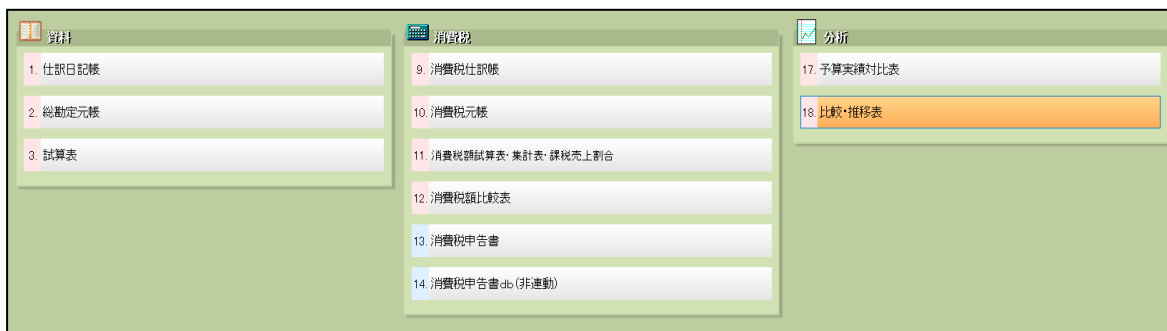 資料
1. 仕訳日記帳
2. 総勘定元帳
3. 試算表
消費税
9. 消費税仕訳帳
10. 消費税元帳
11. 消費税額試算表・集計表・課税売上割合
12. 消費税額比較表
13. 消費税申告書
14. 消費税申告書db(非連動)
分析
17. 予算実績対比表
18. 比較・推移表